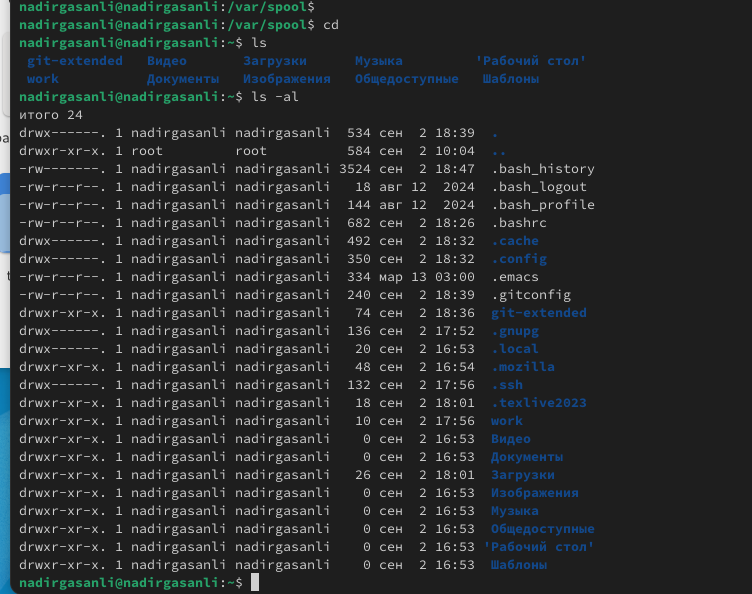 nadirgasanli@nadirgasanli:/var/spool$
nadirgasanli@nadirgasanli:/var/spool$ cd
nadirgasanli@nadirgasanli:~$ ls
git-extended Видео Загрузки Музыка 'Рабочий стол'
work Документы Изображения Общедоступные Шаблоны
nadirgasanli@nadirgasanli:~$ ls -al
итого 24
drwx------. 1 nadirgasanli nadirgasanli 534 сен 2 18:39 .
drwxr-xr-x. 1 root root 584 сен 2 10:04 ..
-rw-------. 1 nadirgasanli nadirgasanli 3524 сен 2 18:47 .bash_history
-rw-r--r--. 1 nadirgasanli nadirgasanli 18 авг 12 2024 .bash_logout
-rw-r--r--. 1 nadirgasanli nadirgasanli 144 авг 12 2024 .bash_profile
-rw-r--r--. 1 nadirgasanli nadirgasanli 682 сен 2 18:26 .bashrc
drwx------. 1 nadirgasanli nadirgasanli 492 сен 2 18:32 .cache
drwx------. 1 nadirgasanli nadirgasanli 350 сен 2 18:32 .config
-rw-r--r--. 1 nadirgasanli nadirgasanli 334 мар 13 03:00 .emacs
-rw-r--r--. 1 nadirgasanli nadirgasanli 240 сен 2 18:39 .gitconfig
drwxr-xr-x. 1 nadirgasanli nadirgasanli 74 сен 2 18:36 git-extended
drwx------. 1 nadirgasanli nadirgasanli 136 сен 2 17:52 .gnupg
drwx------. 1 nadirgasanli nadirgasanli 20 сен 2 16:53 .local
drwxr-xr-x. 1 nadirgasanli nadirgasanli 48 сен 2 16:54 .mozilla
drwx------. 1 nadirgasanli nadirgasanli 132 сен 2 17:56 .ssh
drwxr-xr-x. 1 nadirgasanli nadirgasanli 18 сен 2 18:01 .texlive2023
drwxr-xr-x. 1 nadirgasanli nadirgasanli 10 сен 2 17:56 work
drwxr-xr-x. 1 nadirgasanli nadirgasanli 0 сен 2 16:53 Видео
drwxr-xr-x. 1 nadirgasanli nadirgasanli 0 сен 2 16:53 Документы
drwxr-xr-x. 1 nadirgasanli nadirgasanli 26 сен 2 18:01 Загрузки
drwxr-xr-x. 1 nadirgasanli nadirgasanli 0 сен 2 16:53 Изображения
drwxr-xr-x. 1 nadirgasanli nadirgasanli 0 сен 2 16:53 Музыка
drwxr-xr-x. 1 nadirgasanli nadirgasanli 0 сен 2 16:53 Общедоступные
drwxr-xr-x. 1 nadirgasanli nadirgasanli 0 сен 2 16:53 'Рабочий стол'
drwxr-xr-x. 1 nadirgasanli nadirgasanli 0 сен 2 16:53 Шаблоны
nadirgasanli@nadirgasanli:~$